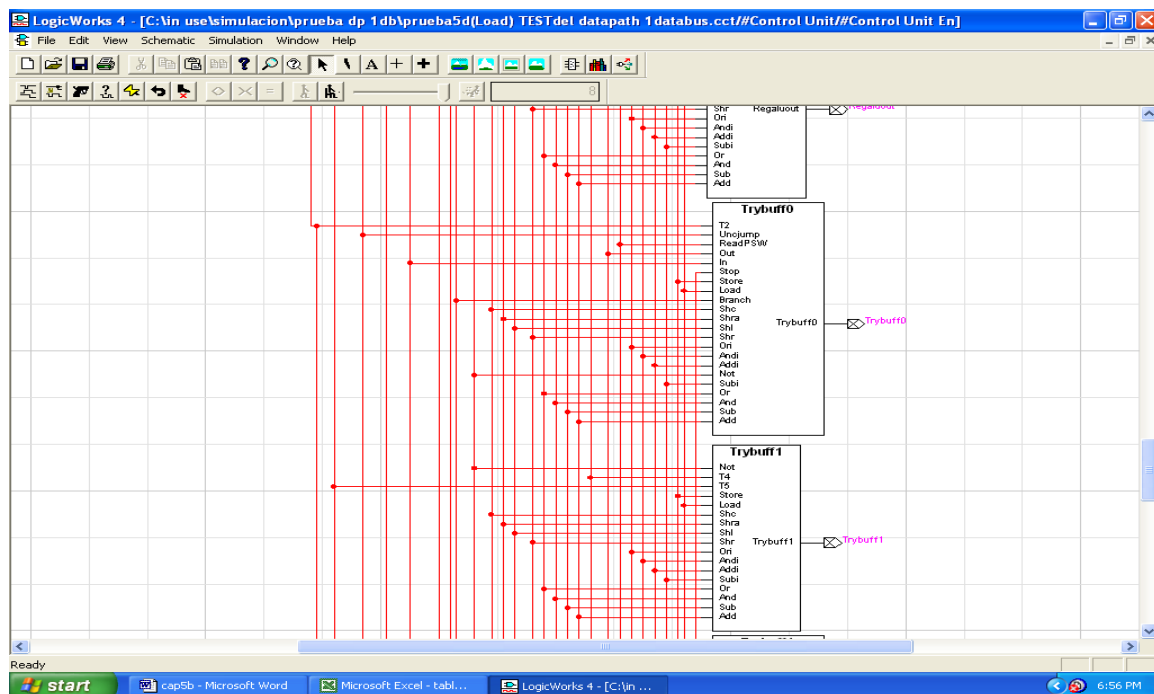 LogicWorks 4 - [C:\in use\simulacion\prueba dp 1db\prueba5d(Load) TESTdel datapath 1databus.cct/#Control Unit/#Control Unit En]
File Edit View Schematic Simulation Window Help
8
Shr Regaluout Regaluout
Ori
Andi
Addi
Subi
Or
And
Sub
Add
Trybuff0
T2
Uncjump
ReadPSW
Out
In
Stop
Store
Load
Branch
Shc
Shra
Trybuff0 Trybuff0
Shl
Shr
Ori
Andi
Addi
Not
Subi
Or
And
Sub
Add
Trybuff1
Not
T4
T5
Store
Load
Shc
Shra
Shl
Shr Trybuff1 Trybuff1
Ori
Andi
Addi
Subi
Or
And
Sub
Add
Ready
start cap5b - Microsoft Word Microsoft Excel - tabl... LogicWorks 4 - [C:\in ... 6:56 PM